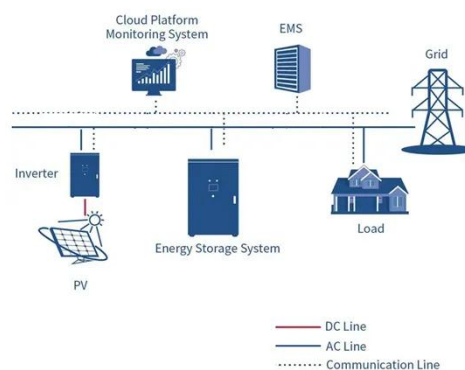 Cloud Platform
Monitoring System
EMS
Grid
Inverter
Energy Storage System
Load
PV
DC Line
AC Line
Communication Line